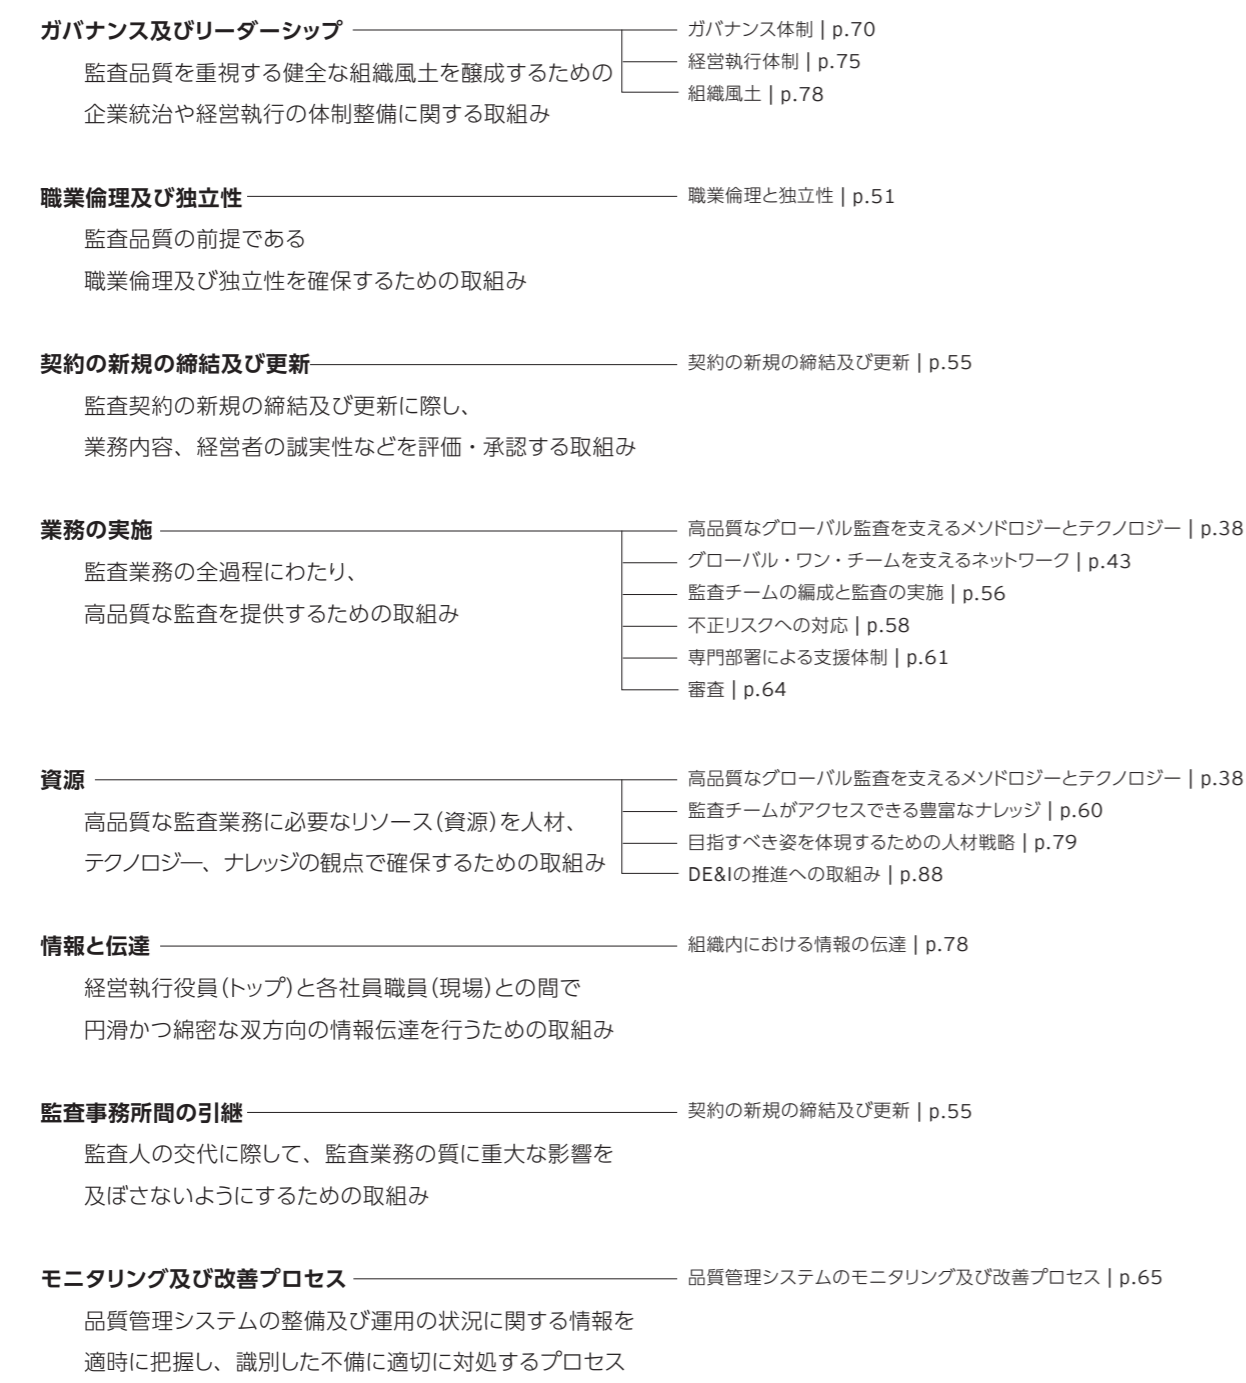 ガバナンス及びリーダーシップ
監査品質を重視する健全な組織風土を醸成するための
企業統治や経営執行の体制整備に関する取組み
ガバナンス体制 | p.70
経営執行体制 | p.75
組織風土 | p.78
職業倫理及び独立性
監査品質の前提である
職業倫理及び独立性を確保するための取組み
職業倫理と独立性 | p.51
契約の新規の締結及び更新
監査契約の新規の締結及び更新に際し、
業務内容、経営者の誠実性などを評価・承認する取組み
契約の新規の締結及び更新 | p.55
業務の実施
監査業務の全過程にわたり、
高品質な監査を提供するための取組み
高品質なグローバル監査を支えるメソドロジーとテクノロジー | p.38
グローバル・ワン・チームを支えるネットワーク | p.43
監査チームの編成と監査の実施 | p.56
不正リスクへの対応 | p.58
専門部署による支援体制 | p.61
審査 | p.64
資源
高品質な監査業務に必要なリソース(資源)を人材、
テクノロジー、ナレッジの観点で確保するための取組み
高品質なグローバル監査を支えるメソドロジーとテクノロジー | p.38
監査チームがアクセスできる豊富なナレッジ | p.60
目指すべき姿を体現するための人材戦略 | p.79
DE&Iの推進への取組み | p.88
情報と伝達
経営執行役員(トップ)と各社員職員(現場)との間で
円滑かつ綿密な双方向の情報伝達を行うための取組み
組織内における情報の伝達 | p.78
監査事務所間の引継
監査人の交代に際して、監査業務の質に重大な影響を
及ぼさないようにするための取組み
契約の新規の締結及び更新 | p.55
モニタリング及び改善プロセス
品質管理システムの整備及び運用の状況に関する情報を
適時に把握し、識別した不備に適切に対処するプロセス
品質管理システムのモニタリング及び改善プロセス | p.65